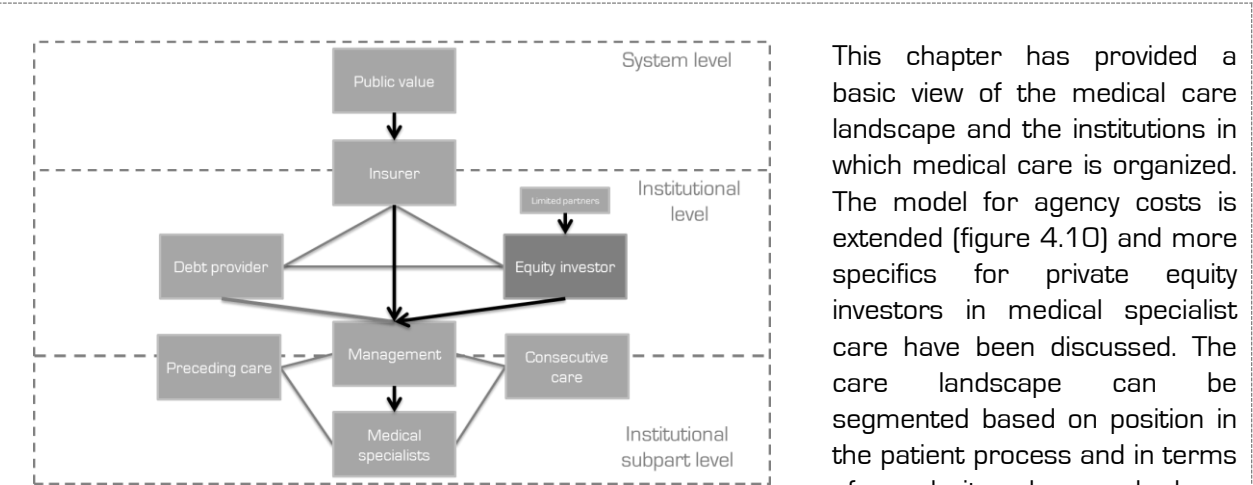 System level
Public value
Insurer
Institutional
level
Limited partners
Debt provider
Equity investor
Management
Preceding care
Consecutive
care
Medical
specialists
Institutional
subpart level
This chapter has provided a
basic view of the medical care
landscape and the institutions in
which medical care is organized.
The model for agency costs is
extended (figure 4.10) and more
specifics for private equity
investors in medical specialist
care have been discussed. The
care landscape can be
segmented based on position in
the patient process and in terms